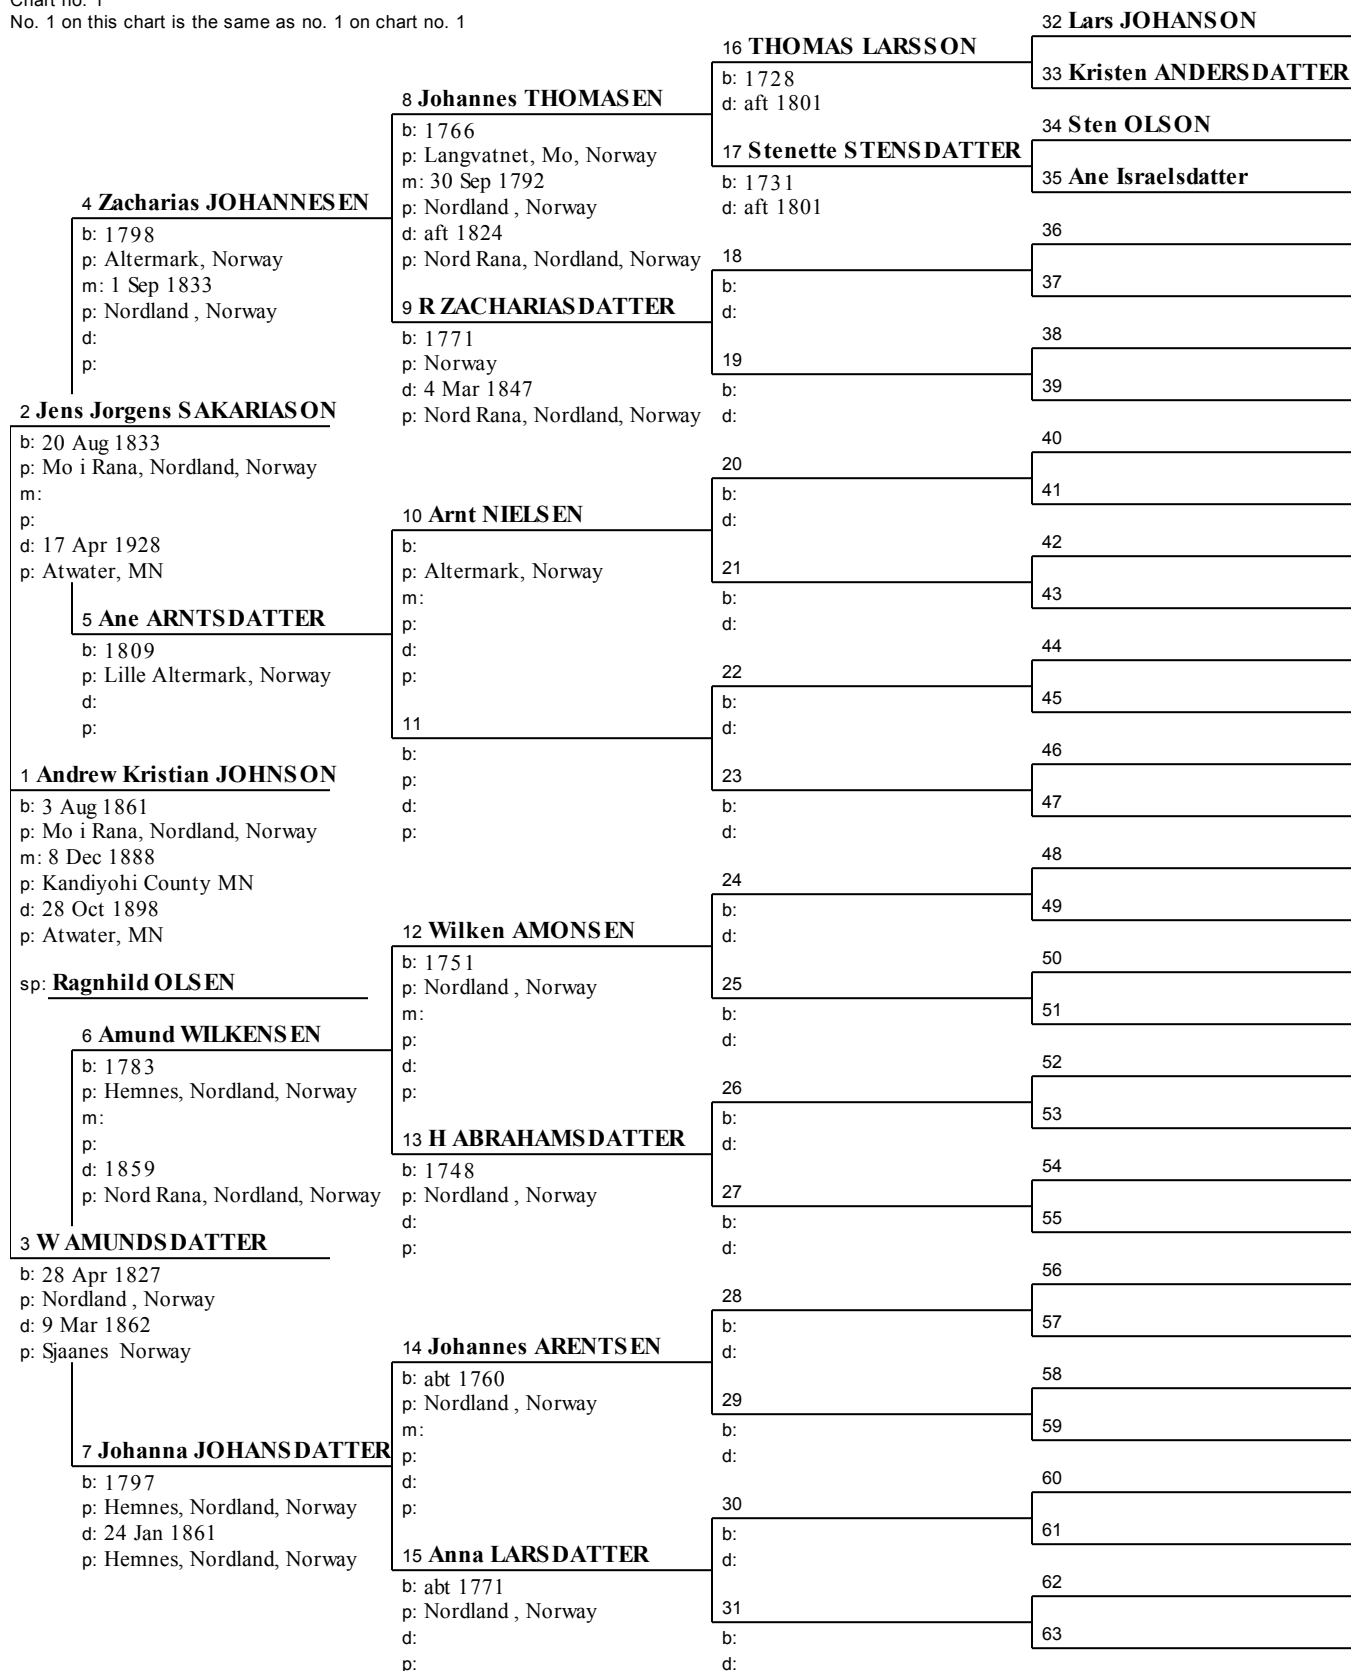 Chart no. 1
No. 1 on this chart is the same as no. 1 on chart no. 1
1 Andrew Kristian JOHNSON
b: 3 Aug 1861
p: Mo i Rana, Nordland, Norway
m: 8 Dec 1888
p: Kandiyohi County MN
d: 28 Oct 1898
p: Atwater, MN
sp: Ragnhild OLSEN
2 Jens Jorgens SAKARIASON
b: 20 Aug 1833
p: Mo i Rana, Nordland, Norway
m:
p:
d: 17 Apr 1928
p: Atwater, MN
3 W AMUNDSDATTER
b: 28 Apr 1827
p: Nordland , Norway
d: 9 Mar 1862
p: Sjaanes Norway
4 Zacharias JOHANNESEN
b: 1798
p: Altermark, Norway
m: 1 Sep 1833
p: Nordland , Norway
d:
p:
5 Ane ARNTSDATTER
b: 1809
p: Lille Altermark, Norway
d:
p:
6 Amund WILKENSEN
b: 1783
p: Hemnes, Nordland, Norway
m:
p:
d: 1859
p: Nord Rana, Nordland, Norway
7 Johanna JOHANSDATTER
b: 1797
p: Hemnes, Nordland, Norway
d: 24 Jan 1861
p: Hemnes, Nordland, Norway
8 Johannes THOMASEN
b: 1766
p: Langvatnet, Mo, Norway
m: 30 Sep 1792
p: Nordland , Norway
d: aft 1824
p: Nord Rana, Nordland, Norway
9 R ZACHARIASDATTER
b: 1771
p: Norway
d: 4 Mar 1847
p: Nord Rana, Nordland, Norway
10 Arnt NIELSEN
b:
p: Altermark, Norway
m:
p:
d:
p:
11
b:
p:
d:
p:
12 Wilken AMONSEN
b: 1751
p: Nordland , Norway
m:
p:
d:
p:
13 H ABRAHAMSDATTER
b: 1748
p: Nordland , Norway
d:
p:
14 Johannes ARENTSEN
b: abt 1760
p: Nordland , Norway
m:
p:
d:
p:
15 Anna LARSDATTER
b: abt 1771
p: Nordland , Norway
d:
p:
16 THOMAS LARSSON
b: 1728
d: aft 1801
17 Stenette STENSDATTER
b: 1731
d: aft 1801
18
b:
d:
19
b:
d:
20
b:
d:
21
b:
d:
22
b:
d:
23
b:
d:
24
b:
d:
25
b:
d:
26
b:
d:
27
b:
d:
28
b:
d:
29
b:
d:
30
b:
d:
31
b:
d:
32 Lars JOHANSON
33 Kristen ANDERSDATTER
34 Sten OLSON
35 Ane Israelsdatter
36
37
38
39
40
41
42
43
44
45
46
47
48
49
50
51
52
53
54
55
56
57
58
59
60
61
62
63